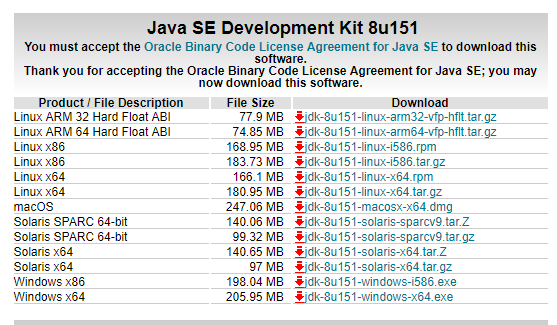 Java SE Development Kit 8u151
You must accept the Oracle Binary Code License Agreement for Java SE to download this
software.
Thank you for accepting the Oracle Binary Code License Agreement for Java SE; you may
now download this software.
Product / File Description File Size Download
Linux ARM 32 Hard Float ABI 77.9 MB jdk-8u151-linux-arm32-vfp-hflt.tar.gz
Linux ARM 64 Hard Float ABI 74.85 MB jdk-8u151-linux-arm64-vfp-hflt.tar.gz
Linux x86 168.95 MB jdk-8u151-linux-i586.rpm
Linux x86 183.73 MB jdk-8u151-linux-i586.tar.gz
Linux x64 166.1 MB jdk-8u151-linux-x64.rpm
Linux x64 180.95 MB jdk-8u151-linux-x64.tar.gz
macOS 247.06 MB jdk-8u151-macosx-x64.dmg
Solaris SPARC 64-bit 140.06 MB jdk-8u151-solaris-sparcv9.tar.Z
Solaris SPARC 64-bit 99.32 MB jdk-8u151-solaris-sparcv9.tar.gz
Solaris x64 140.65 MB jdk-8u151-solaris-x64.tar.Z
Solaris x64 97 MB jdk-8u151-solaris-x64.tar.gz
Windows x86 198.04 MB jdk-8u151-windows-i586.exe
Windows x64 205.95 MB jdk-8u151-windows-x64.exe